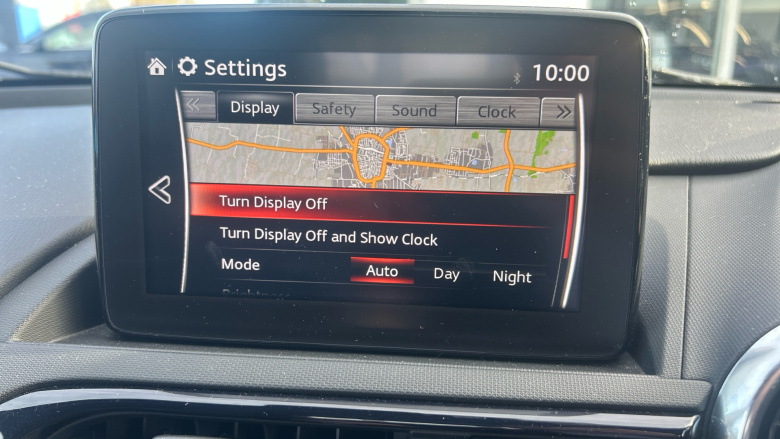 Settings 10:00
Display Safety Sound Clock
Turn Display Off
Turn Display Off and Show Clock
Mode Auto Day Night